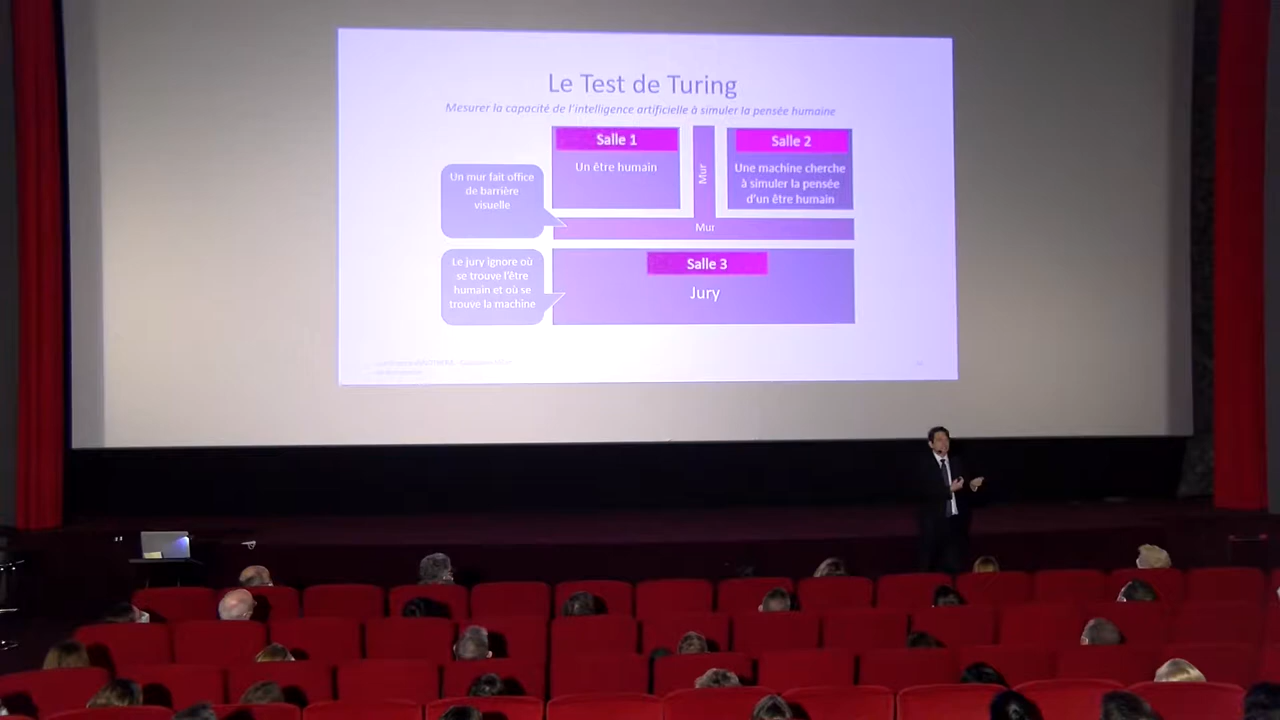 Le Test de Turing
Mesurer la capacité de l'intelligence artificielle à simuler la pensée humaine
Salle 1
Un être humain
Mur
Salle 2
Une machine cherche
à simuler la pensée
d'un être humain
Un mur fait office
de barrière
visuelle
Mur
Le jury ignore où
se trouve l'être
humain et où se
trouve la machine
Salle 3
Jury